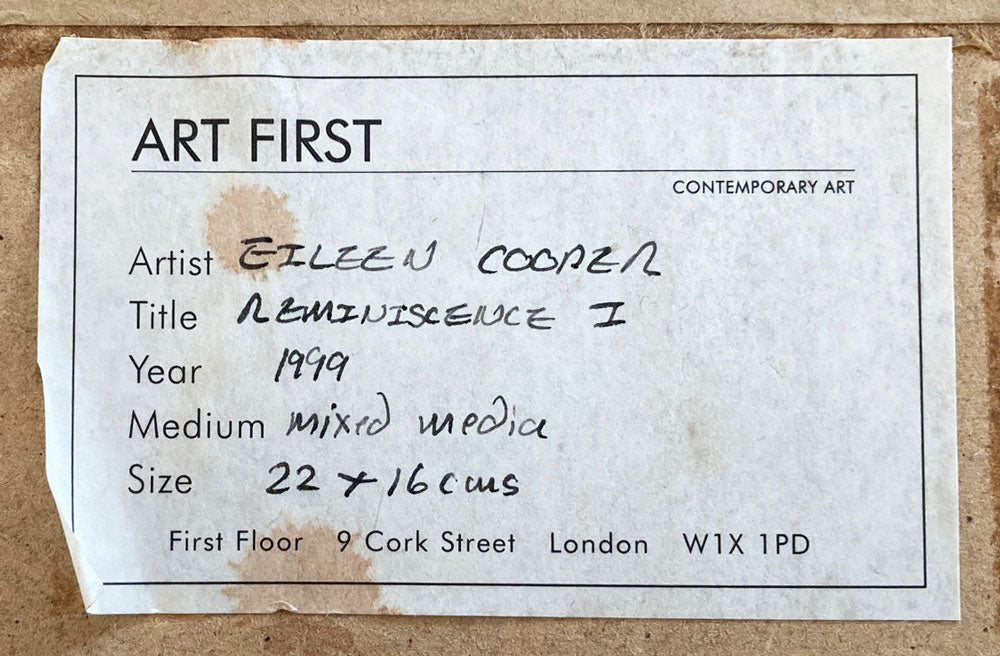 ART FIRST
CONTEMPORARY ART
Artist EILEEN COOPER
Title REMINISCENCE I
Year 1999
Medium mixed media
Size 22 x 16 cms
First Floor 9 Cork Street London W1X 1PD